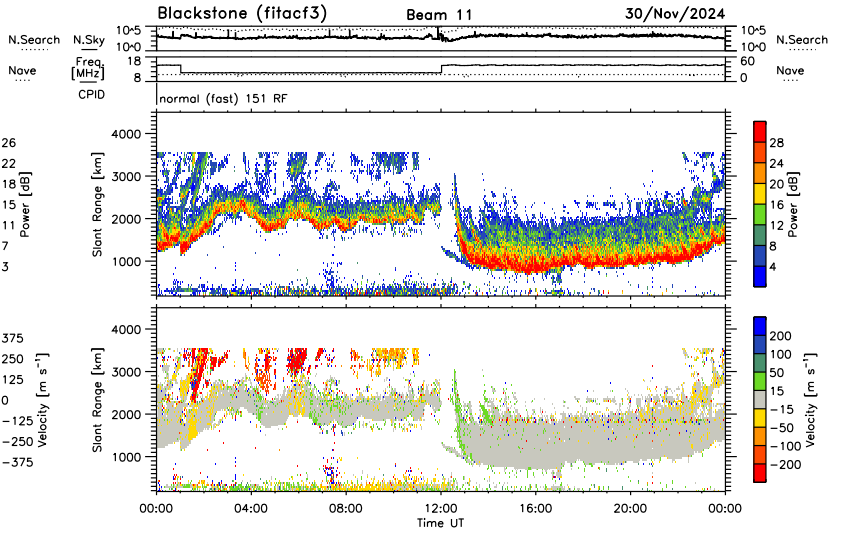 Blackstone (fitacf3) Beam 11 30/Nov/2024
N.Search N.Sky 10^5 10^0 10^5 10^0 N.Search
Nave Freq. [MHz] 18 8 60 0 Nave
CPID normal (fast) 151 RF
26 22 18 15 11 7 3
Power [dB]
Slant Range [km]
4000 3000 2000 1000
28 24 20 16 12 8 4
Power [dB]
375 250 125 0 -125 -250 -375
Velocity [m s^-1]
Slant Range [km]
4000 3000 2000 1000
200 100 50 15 -15 -50 -100 -200
Velocity [m s^-1]
00:00 04:00 08:00 12:00 16:00 20:00 00:00
Time UT